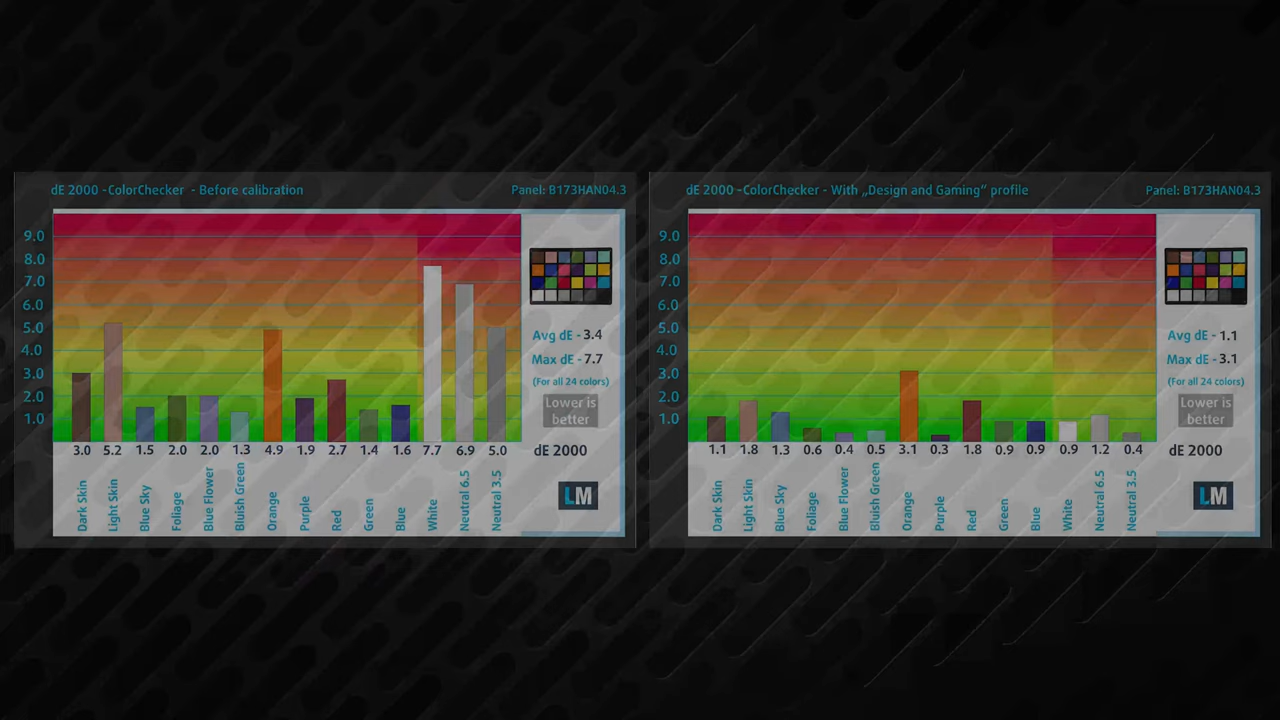 dE 2000 -ColorChecker - Before calibration
Panel: B173HAN04.3
9.0
8.0
7.0
6.0
5.0
4.0
3.0
2.0
1.0
3.0 5.2 1.5 2.0 2.0 1.3 4.9 1.9 2.7 1.4 1.6 7.7 6.9 5.0
Dark Skin
Light Skin
Blue Sky
Foliage
Blue Flower
Bluish Green
Orange
Purple
Red
Green
Blue
White
Neutral 6.5
Neutral 3.5
Avg dE - 3.4
Max dE - 7.7
(For all 24 colors)
Lower is
better
dE 2000
LM
dE 2000 -ColorChecker - With „Design and Gaming“ profile
Panel: B173HAN04.3
9.0
8.0
7.0
6.0
5.0
4.0
3.0
2.0
1.0
1.1 1.8 1.3 0.6 0.4 0.5 3.1 0.3 1.8 0.9 0.9 0.9 1.2 0.4
Dark Skin
Light Skin
Blue Sky
Foliage
Blue Flower
Bluish Green
Orange
Purple
Red
Green
Blue
White
Neutral 6.5
Neutral 3.5
Avg dE - 1.1
Max dE - 3.1
(For all 24 colors)
Lower is
better
dE 2000
LM